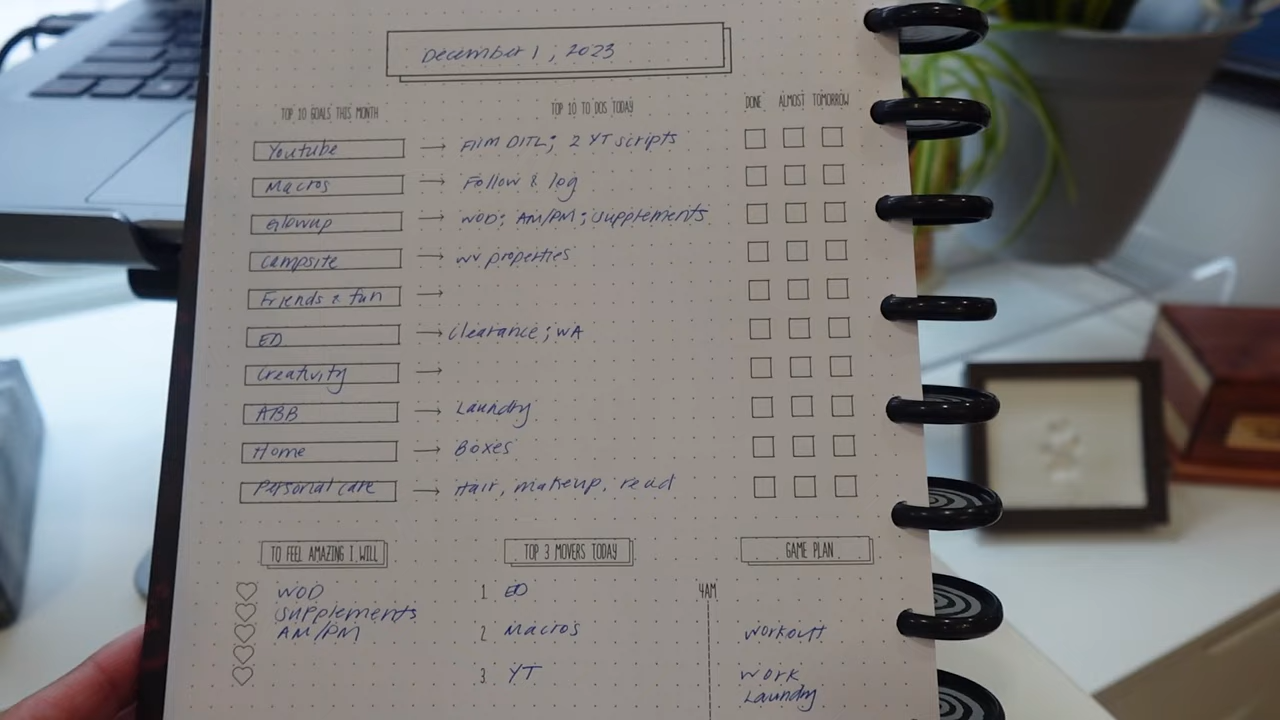 December 1, 2023
TOP 10 GOALS THIS MONTH TOP 10 TO DOS TODAY DONE ALMOST TOMORROW
Youtube → Film DITL; 2 YT scripts
Macros → Follow & log
Glowup → WOD; AM/PM; supplements
Campsite → WV properties
Friends & fun →
ED → Clearance; WA
Creativity →
ABB → Laundry
Home → Boxes
Personal care → Hair, makeup, read
TO FEEL AMAZING I WILL TOP 3 MOVERS TODAY GAME PLAN
WOD 1 ED 4AM
Supplements
AM/PM 2 Macros Workout
3 YT Work
Laundry